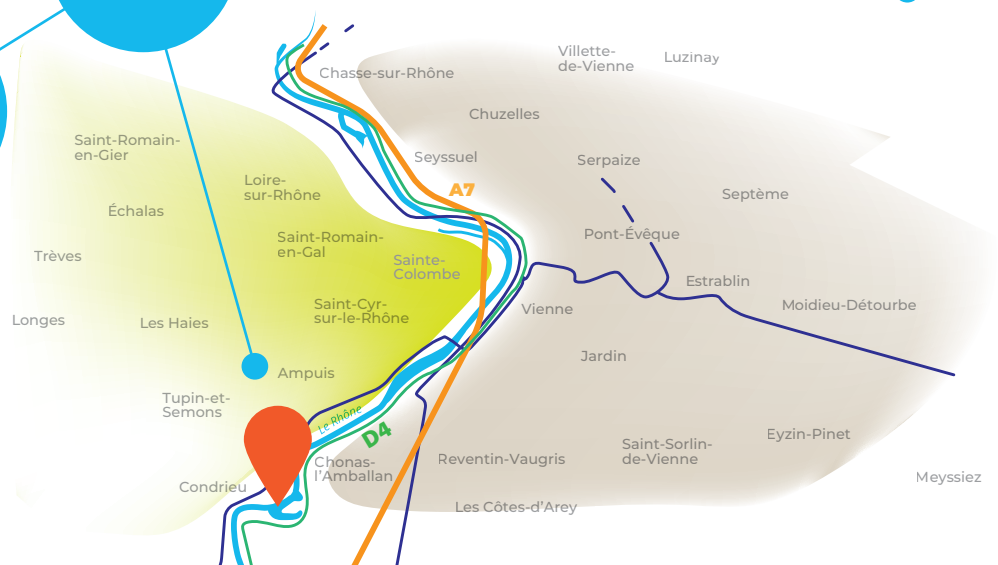 Villette-
de-Vienne
Luzinay
Chasse-sur-Rhône
Chuzelles
Saint-Romain-
en-Gier
Seyssuel
Serpaize
Loire-
sur-Rhône
A7
Septème
Échalas
Pont-Évêque
Saint-Romain-
en-Gal
Trèves
Sainte-
Colombe
Estrablin
Saint-Cyr-
sur-le-Rhône
Vienne
Moidieu-Détourbe
Longes
Les Haies
Jardin
Ampuis
Tupin-et-
Semons
Le Rhône
D4
Saint-Sorlin-
de-Vienne
Eyzin-Pinet
Chonas-
l'Amballan
Reventin-Vaugris
Meyssiez
Condrieu
Les Côtes-d'Arey